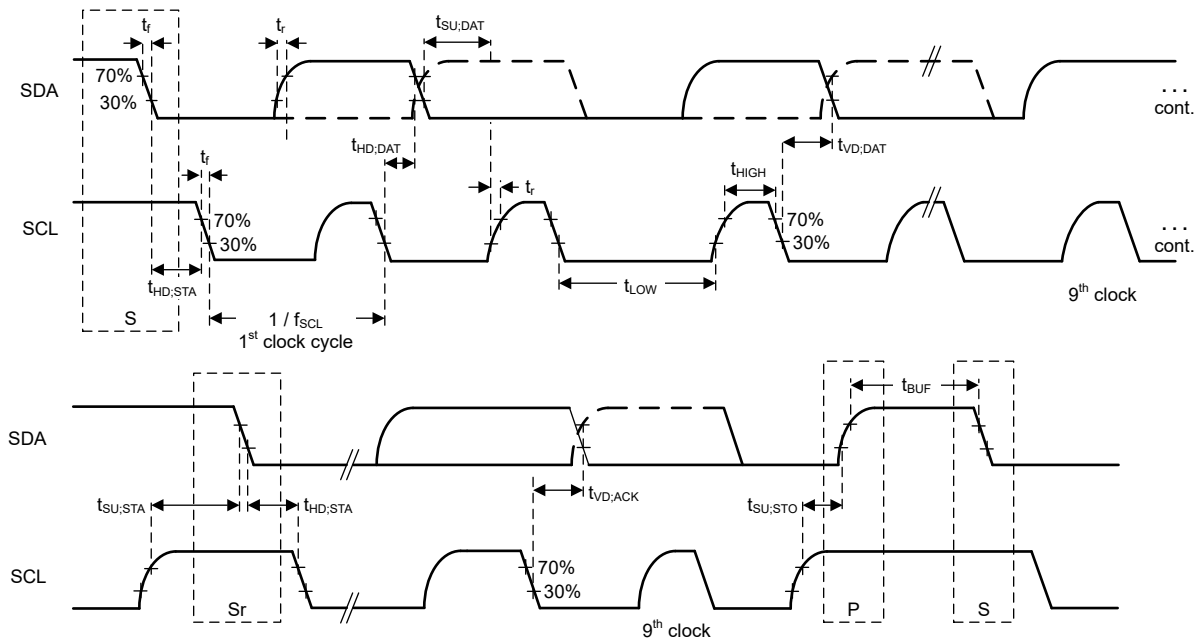 t_f t_r t_SU;DAT
70%
SDA
30%
. . .
cont.
t_HD;DAT t_VD;DAT
t_f t_r t_HIGH
70% 70%
SCL
30% 30%
. . .
cont.
t_HD;STA t_LOW
S 1 / f_SCL 9th clock
1st clock cycle
t_BUF
SDA
t_SU;STA t_HD;STA t_VD;ACK t_SU;STO
70%
SCL
30%
Sr P S
9th clock